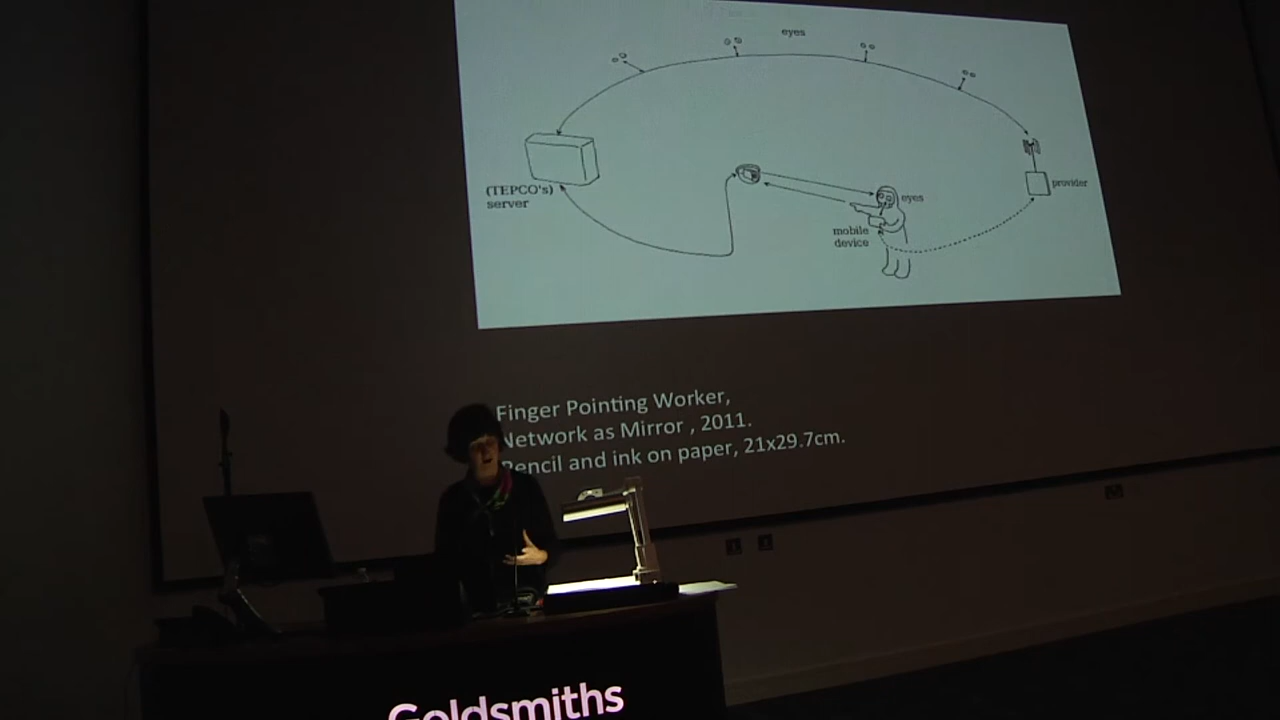 eyes
(TEPCO's)
server
eyes
provider
mobile
device
Finger Pointing Worker,
Network as Mirror , 2011.
Pencil and ink on paper, 21x29.7cm.
Goldsmiths